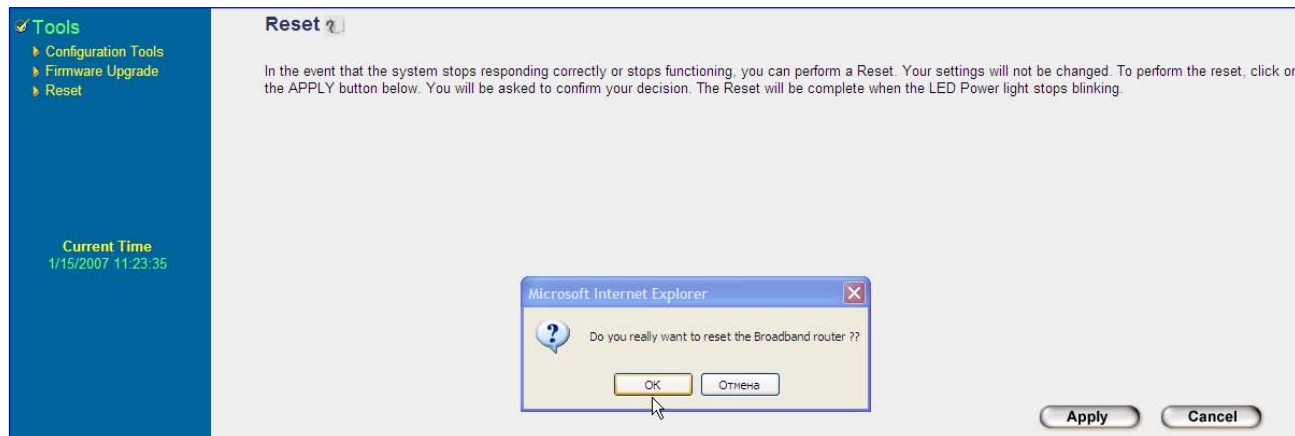 Tools
Configuration Tools
Firmware Upgrade
Reset
Current Time
1/15/2007 11:23:35
Reset
In the event that the system stops responding correctly or stops functioning, you can perform a Reset. Your settings will not be changed. To perform the reset, click on
the APPLY button below. You will be asked to confirm your decision. The Reset will be complete when the LED Power light stops blinking.
Microsoft Internet Explorer
Do you really want to reset the Broadband router ??
OK
Отмена
Apply
Cancel